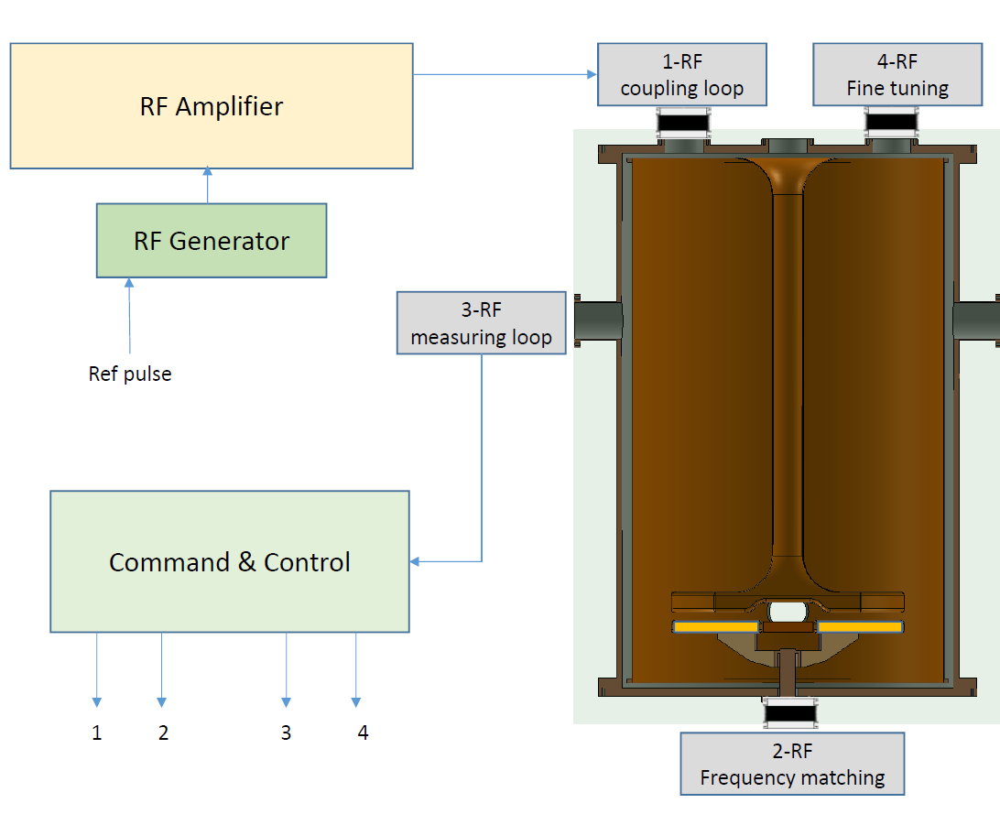 1-RF
coupling loop
4-RF
Fine tuning
RF Amplifier
RF Generator
3-RF
measuring loop
Ref pulse
Command & Control
1
2
3
4
2-RF
Frequency matching